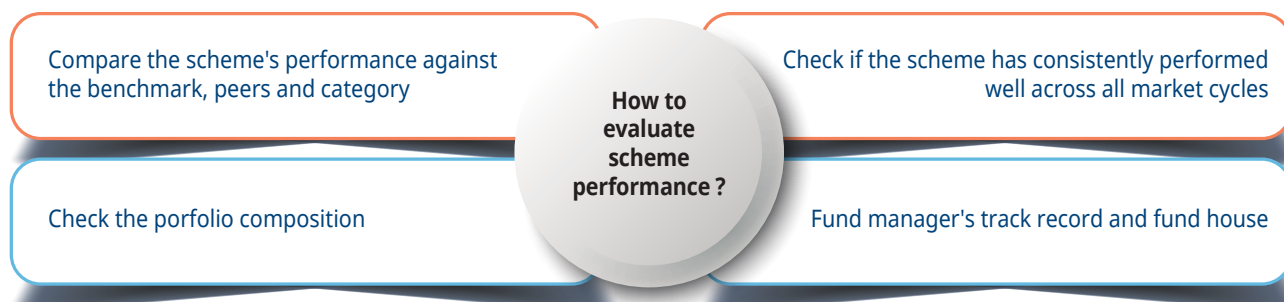 Compare the scheme's performance against
the benchmark, peers and category
How to
evaluate
scheme
performance ?
Check if the scheme has consistently performed
well across all market cycles
Check the porfolio composition
Fund manager's track record and fund house